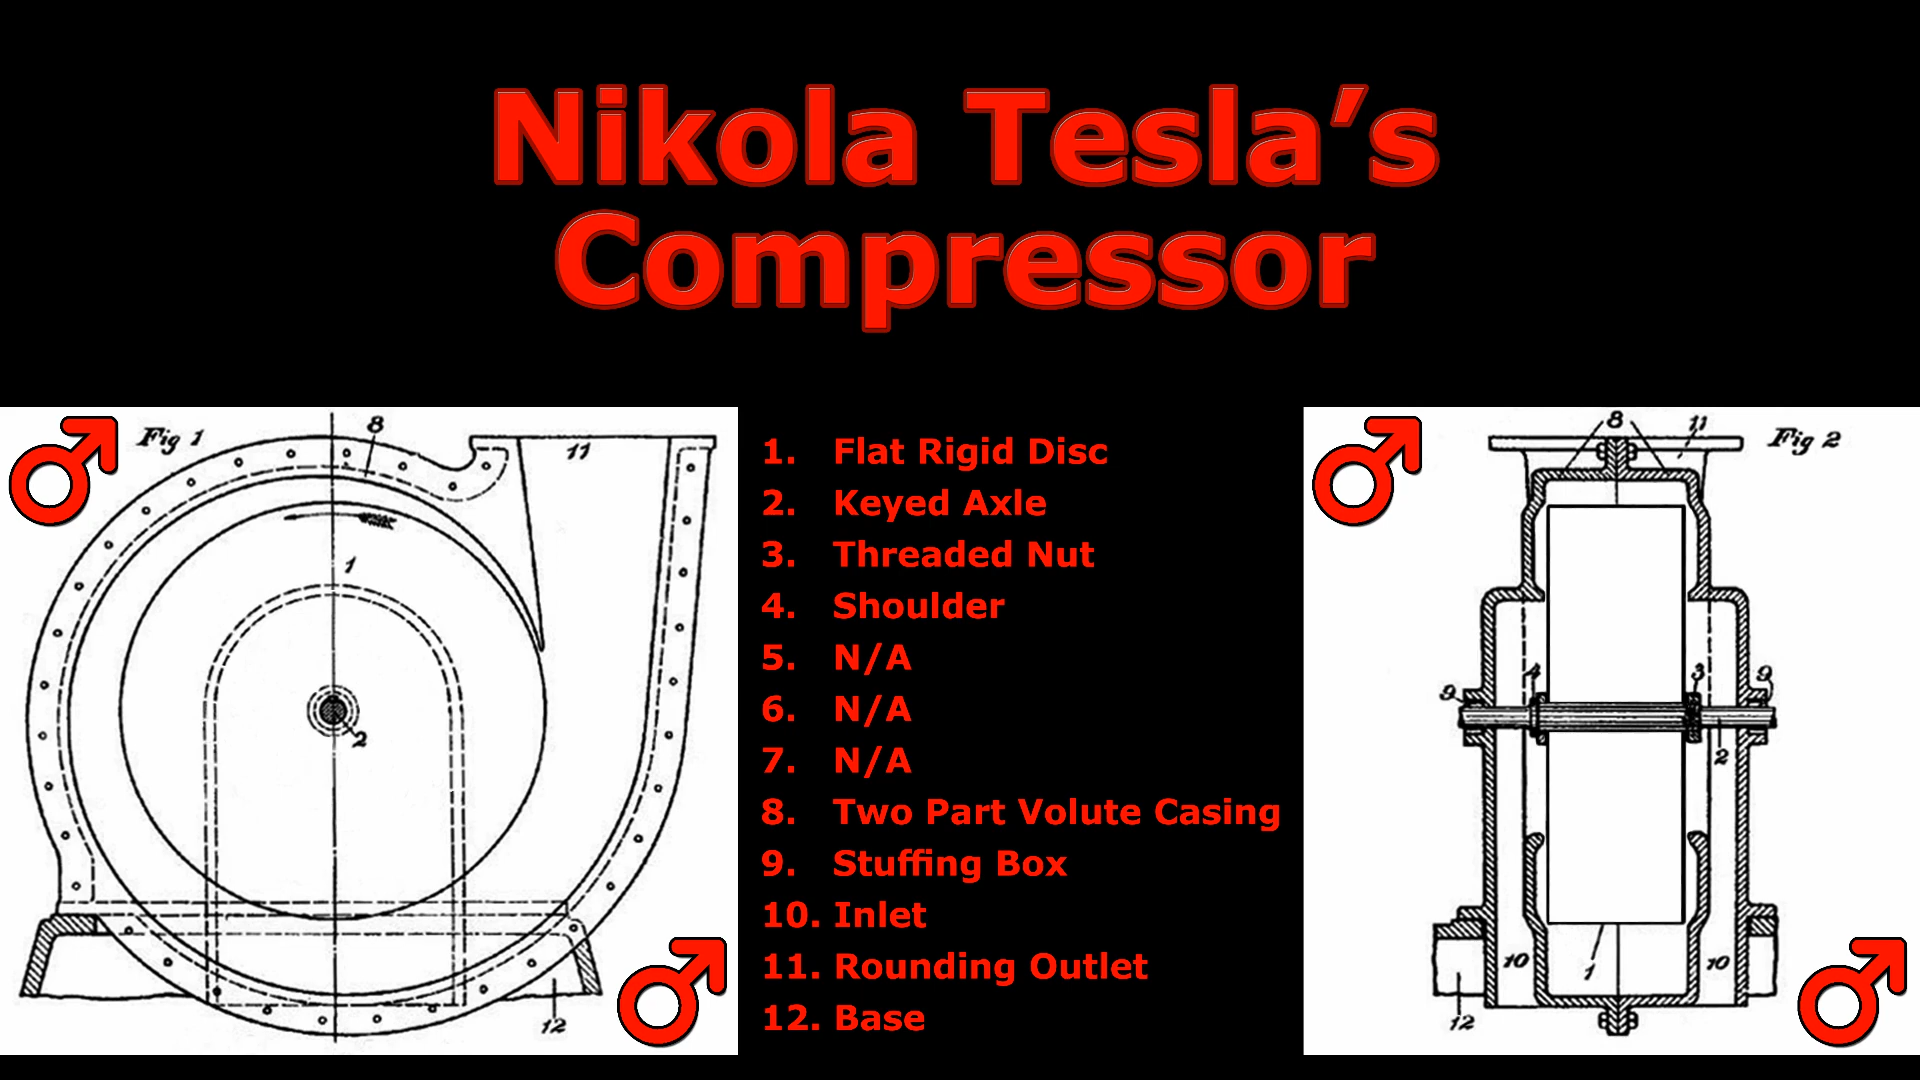 Nikola Tesla’s
Compressor
Fig 1
8
11
1
2
12
1. Flat Rigid Disc
2. Keyed Axle
3. Threaded Nut
4. Shoulder
5. N/A
6. N/A
7. N/A
8. Two Part Volute Casing
9. Stuffing Box
10. Inlet
11. Rounding Outlet
12. Base
8
11
Fig 2
9
4
3
9
2
10
1
10
12